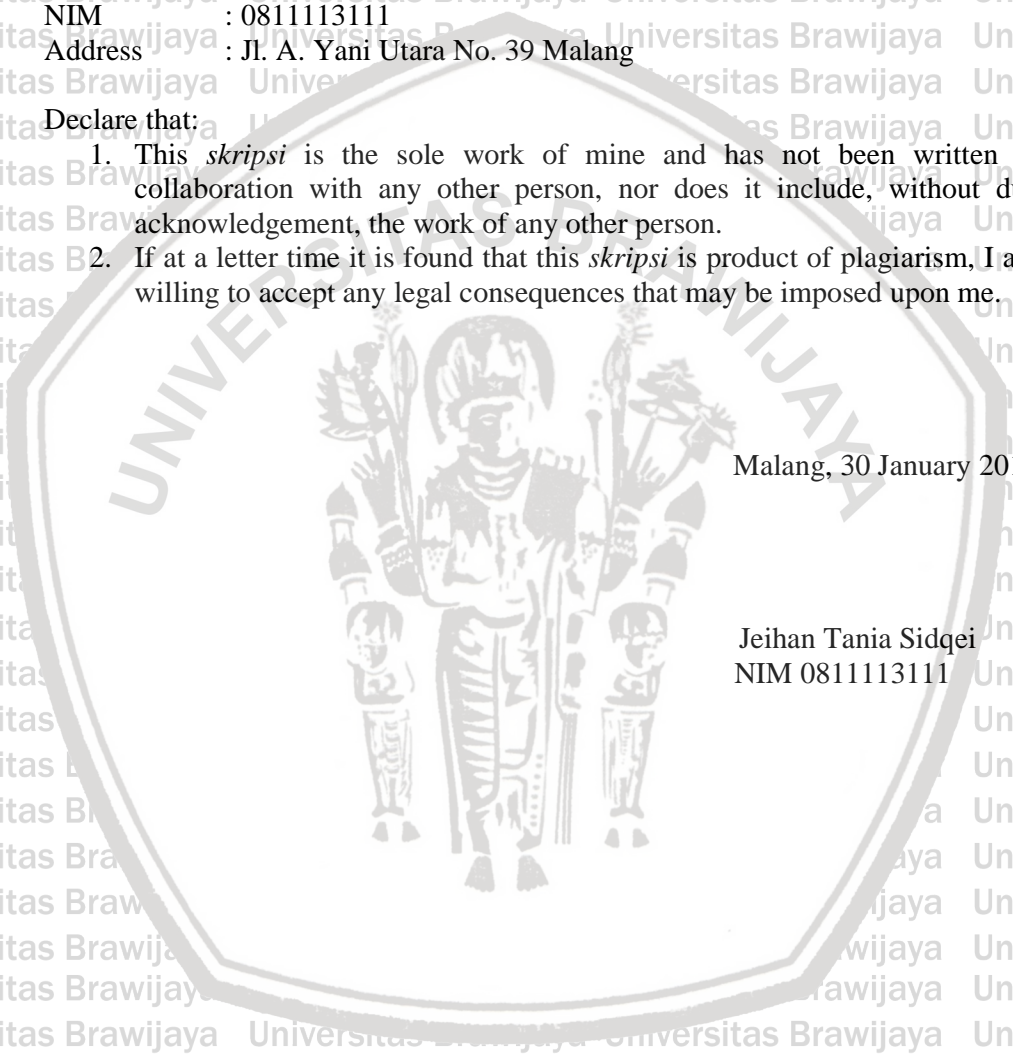 NIM : 0811113111
Address : Jl. A. Yani Utara No. 39 Malang
Declare that:
1. This skripsi is the sole work of mine and has not been written
collaboration with any other person, nor does it include, without
acknowledgement, the work of any other person.
2. If at a letter time it is found that this skripsi is product of plagiarism, I
willing to accept any legal consequences that may be imposed upon me.
UNIVERSITAS BRAWIJAYA
Malang, 30 January
Jeihan Tania Sidqei
NIM 0811113111